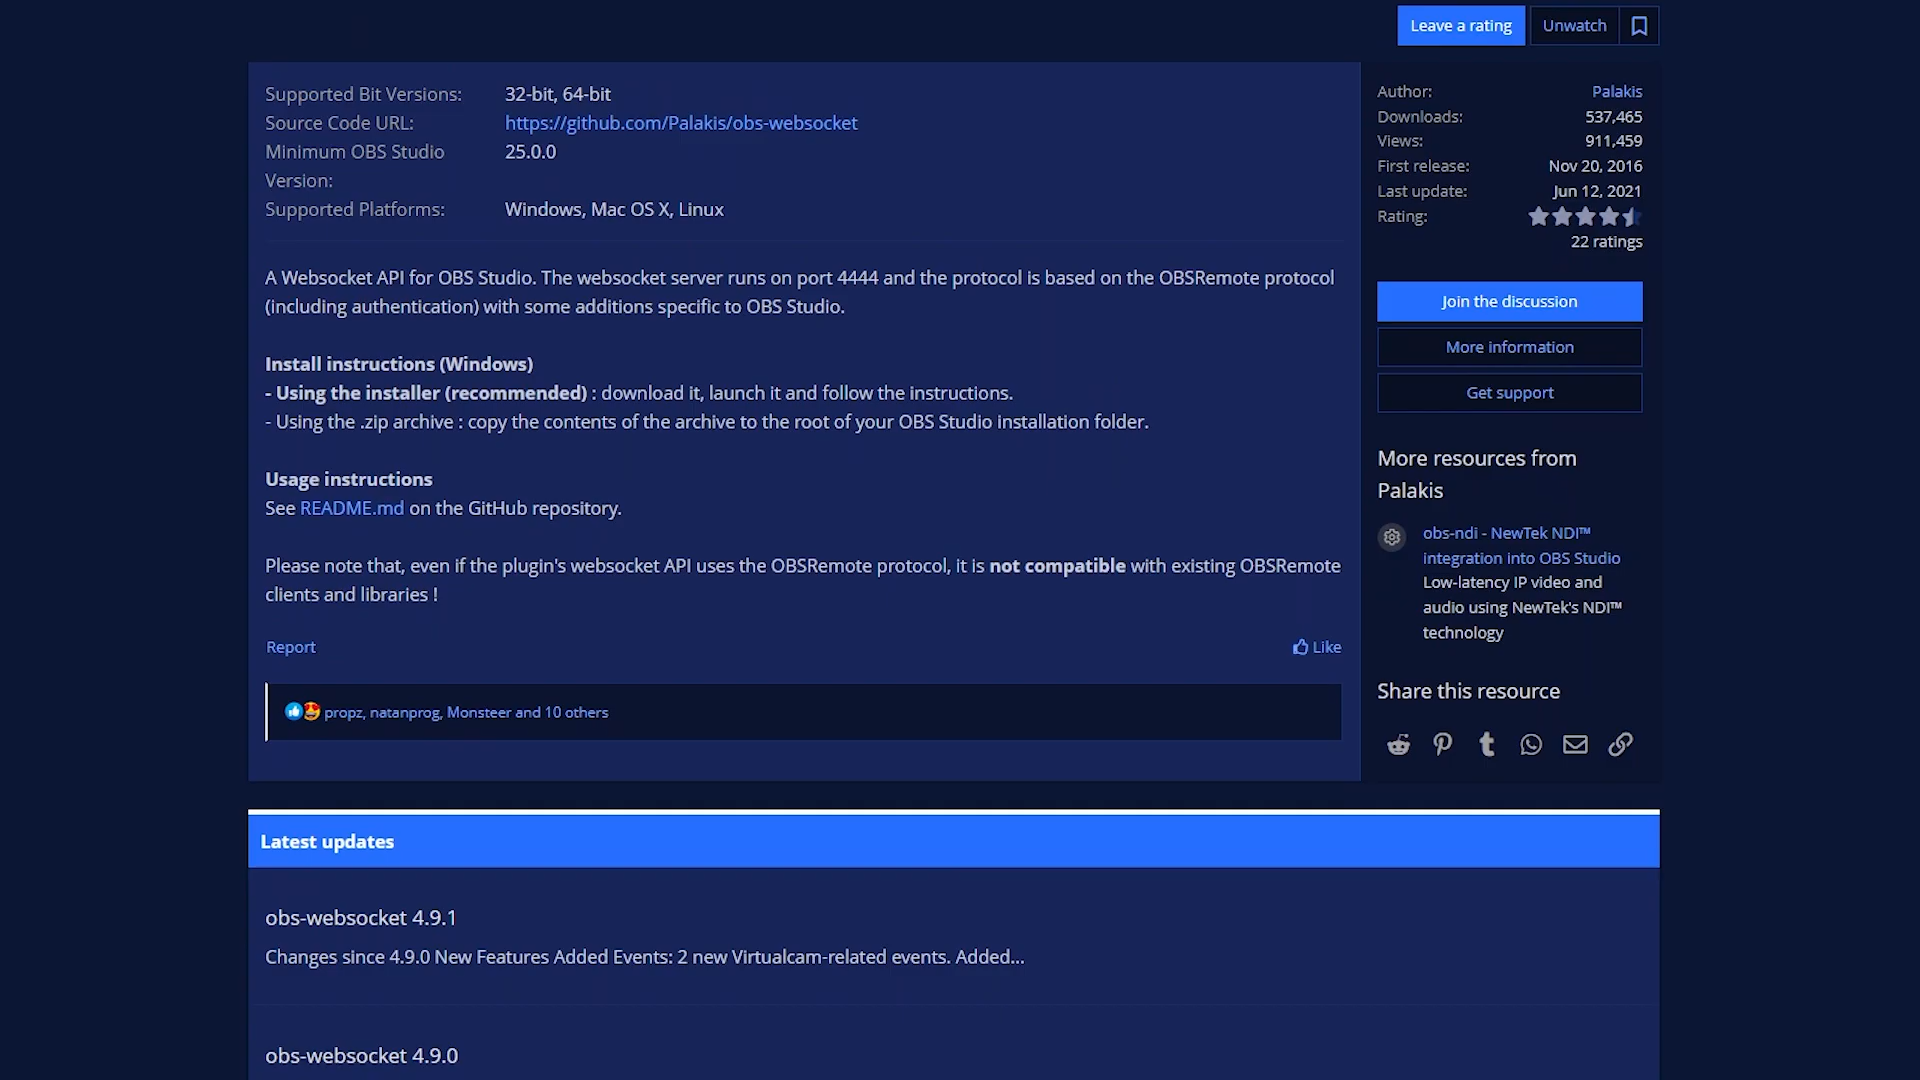 Leave a rating
Unwatch
Supported Bit Versions: 32-bit, 64-bit
Source Code URL: https://github.com/Palakis/obs-websocket
Minimum OBS Studio 25.0.0
Version:
Supported Platforms: Windows, Mac OS X, Linux
A Websocket API for OBS Studio. The websocket server runs on port 4444 and the protocol is based on the OBSRemote protocol
(including authentication) with some additions specific to OBS Studio.
Install instructions (Windows)
- Using the installer (recommended) : download it, launch it and follow the instructions.
- Using the .zip archive : copy the contents of the archive to the root of your OBS Studio installation folder.
Usage instructions
See README.md on the GitHub repository.
Please note that, even if the plugin's websocket API uses the OBSRemote protocol, it is not compatible with existing OBSRemote
clients and libraries !
Report
Like
propz, natanprog, Monsteer and 10 others
Author: Palakis
Downloads: 537,465
Views: 911,459
First release: Nov 20, 2016
Last update: Jun 12, 2021
Rating:
22 ratings
Join the discussion
More information
Get support
More resources from
Palakis
obs-ndi - NewTek NDI™
integration into OBS Studio
Low-latency IP video and
audio using NewTek's NDI™
technology
Share this resource
Latest updates
obs-websocket 4.9.1
Changes since 4.9.0 New Features Added Events: 2 new Virtualcam-related events. Added...
obs-websocket 4.9.0